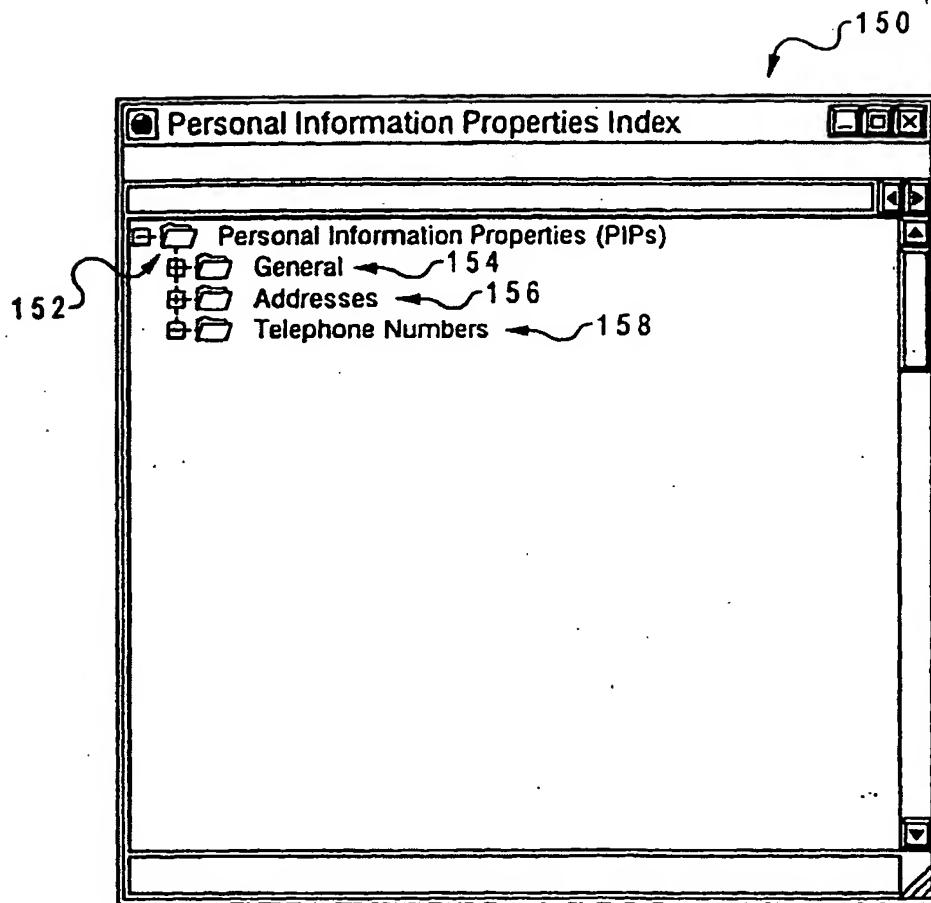 150
Personal Information Properties Index
Personal Information Properties (PIPs)
General 154
152
Addresses 156
Telephone Numbers 158